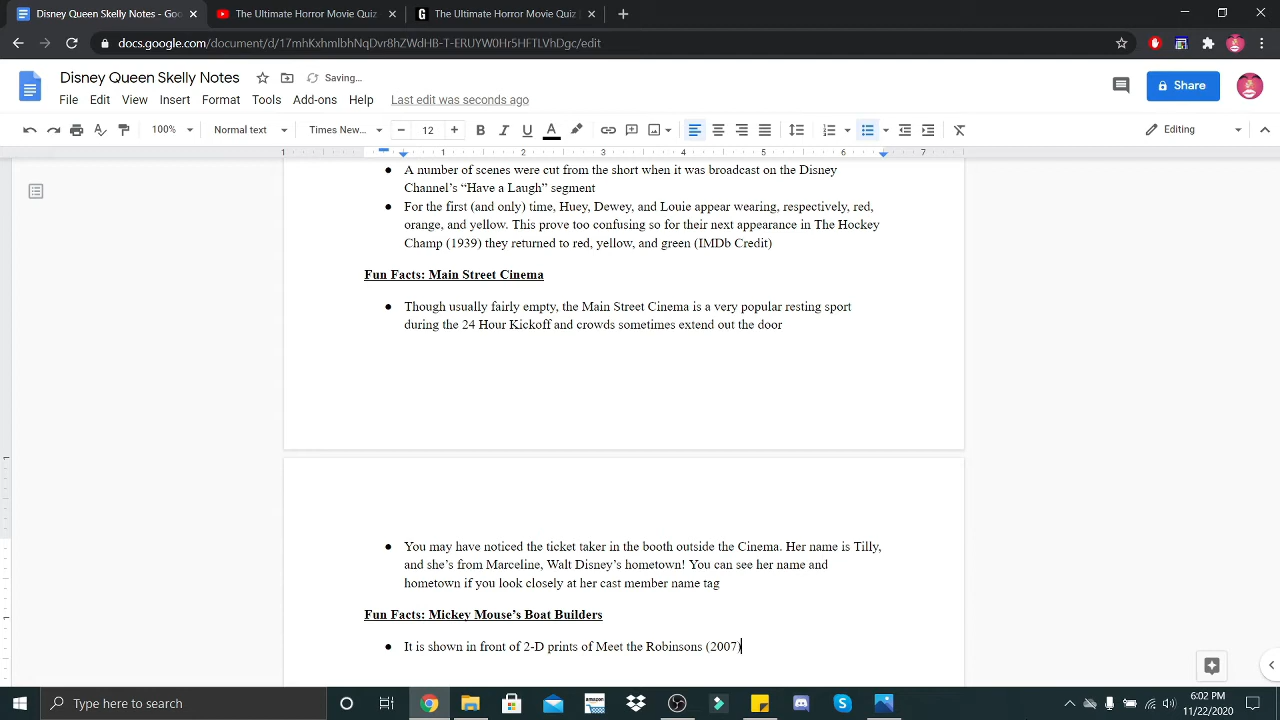 Disney Queen Skelly Notes - Goo
The Ultimate Horror Movie Quiz
The Ultimate Horror Movie Quiz
docs.google.com/document/d/17mhKxhmlbhNqDvr8hZWdHB-T-ERUYW0Hr5HFTLVhDgc/edit
Disney Queen Skelly Notes
Saving...
Share
File Edit View Insert Format Tools Add-ons Help Last edit was seconds ago
100% Normal text Times New... 12 Editing
1 1 2 3 4 5 6 7
● A number of scenes were cut from the short when it was broadcast on the Disney
Channel’s “Have a Laugh” segment
● For the first (and only) time, Huey, Dewey, and Louie appear wearing, respectively, red,
orange, and yellow. This prove too confusing so for their next appearance in The Hockey
Champ (1939) they returned to red, yellow, and green (IMDb Credit)
Fun Facts: Main Street Cinema
● Though usually fairly empty, the Main Street Cinema is a very popular resting sport
during the 24 Hour Kickoff and crowds sometimes extend out the door
● You may have noticed the ticket taker in the booth outside the Cinema. Her name is Tilly,
and she’s from Marceline, Walt Disney’s hometown! You can see her name and
hometown if you look closely at her cast member name tag
Fun Facts: Mickey Mouse’s Boat Builders
● It is shown in front of 2-D prints of Meet the Robinsons (2007)
Type here to search
6:02 PM
11/22/2020